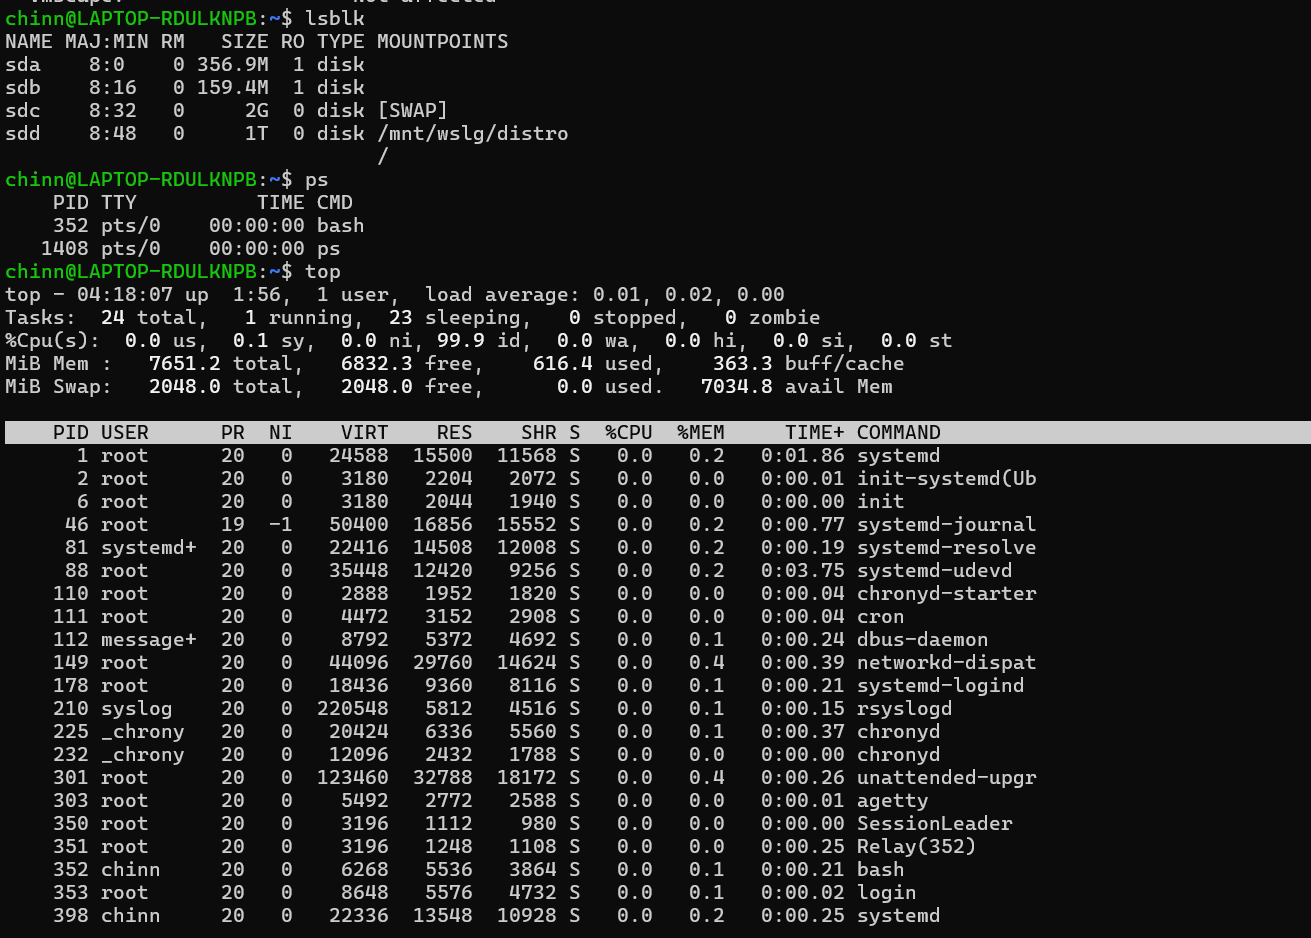 chinn@LAPTOP-RDULKNPB:~$ lsblk
NAME MAJ:MIN RM   SIZE RO TYPE MOUNTPOINTS
sda    8:0    0 356.9M  1 disk
sdb    8:16   0 159.4M  1 disk
sdc    8:32   0     2G  0 disk [SWAP]
sdd    8:48   0     1T  0 disk /mnt/wslg/distro
                               /
chinn@LAPTOP-RDULKNPB:~$ ps
    PID TTY          TIME CMD
    352 pts/0    00:00:00 bash
   1408 pts/0    00:00:00 ps
chinn@LAPTOP-RDULKNPB:~$ top
top - 04:18:07 up  1:56,  1 user,  load average: 0.01, 0.02, 0.00
Tasks:  24 total,   1 running,  23 sleeping,   0 stopped,   0 zombie
%Cpu(s):  0.0 us,  0.1 sy,  0.0 ni, 99.9 id,  0.0 wa,  0.0 hi,  0.0 si,  0.0 st
MiB Mem :   7651.2 total,   6832.3 free,    616.4 used,    363.3 buff/cache
MiB Swap:   2048.0 total,   2048.0 free,      0.0 used.   7034.8 avail Mem
    PID USER      PR  NI    VIRT    RES    SHR S  %CPU  %MEM     TIME+ COMMAND
      1 root      20   0   24588  15500  11568 S   0.0   0.2   0:01.86 systemd
      2 root      20   0    3180   2204   2072 S   0.0   0.0   0:00.01 init-systemd(Ub
      6 root      20   0    3180   2044   1940 S   0.0   0.0   0:00.00 init
     46 root      19  -1   50400  16856  15552 S   0.0   0.2   0:00.77 systemd-journal
     81 systemd+  20   0   22416  14508  12008 S   0.0   0.2   0:00.19 systemd-resolve
     88 root      20   0   35448  12420   9256 S   0.0   0.2   0:03.75 systemd-udevd
    110 root      20   0    2888   1952   1820 S   0.0   0.0   0:00.04 chronyd-starter
    111 root      20   0    4472   3152   2908 S   0.0   0.0   0:00.04 cron
    112 message+  20   0    8792   5372   4692 S   0.0   0.1   0:00.24 dbus-daemon
    149 root      20   0   44096  29760  14624 S   0.0   0.4   0:00.39 networkd-dispat
    178 root      20   0   18436   9360   8116 S   0.0   0.1   0:00.21 systemd-logind
    210 syslog    20   0  220548   5812   4516 S   0.0   0.1   0:00.15 rsyslogd
    225 _chrony   20   0   20424   6336   5560 S   0.0   0.1   0:00.37 chronyd
    232 _chrony   20   0   12096   2432   1788 S   0.0   0.0   0:00.00 chronyd
    301 root      20   0  123460  32788  18172 S   0.0   0.4   0:00.26 unattended-upgr
    303 root      20   0    5492   2772   2588 S   0.0   0.0   0:00.01 agetty
    350 root      20   0    3196   1112    980 S   0.0   0.0   0:00.00 SessionLeader
    351 root      20   0    3196   1248   1108 S   0.0   0.0   0:00.25 Relay(352)
    352 chinn     20   0    6268   5536   3864 S   0.0   0.1   0:00.21 bash
    353 root      20   0    8648   5576   4732 S   0.0   0.1   0:00.02 login
    398 chinn     20   0   22336  13548  10928 S   0.0   0.2   0:00.25 systemd